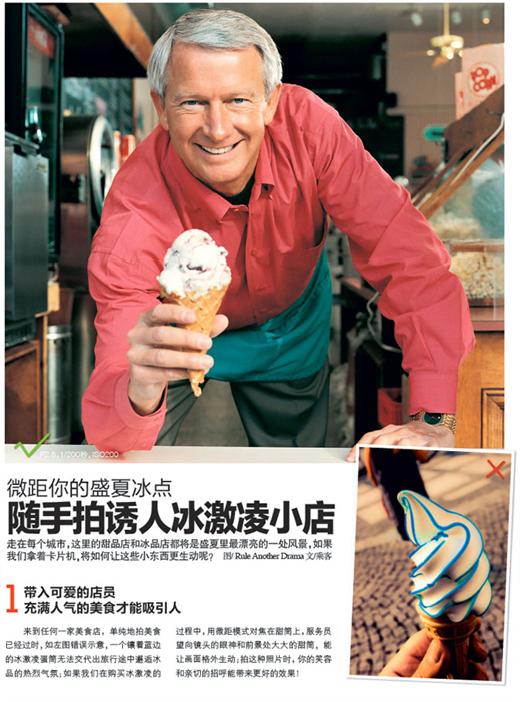 POP
CORN
F2.8, 1/200秒, ISO200
微距你的盛夏冰点
随手拍诱人冰激凌小店
走在每个城市，这里的甜品店和冰品店都将是盛夏里最漂亮的一处风景，如果
我们拿着卡片机，将如何让这些小东西更生动呢？ 图/ Rule Another Drama 文/乘客
1 带入可爱的店员
充满人气的美食才能吸引人
来到任何一家美食店，单纯地拍美食
已经过时，如左图错误示意，一个镶着蓝边
的冰激凌蛋筒无法交代出旅行途中邂逅冰
品的热烈气氛；如果我们在购买冰激凌的
过程中，用微距模式对焦在甜筒上，服务员
望向镜头的眼神和前景处大大的甜筒，能
让画面格外生动；拍这种照片时，你的笑容
和亲切的招呼能带来更好的效果！